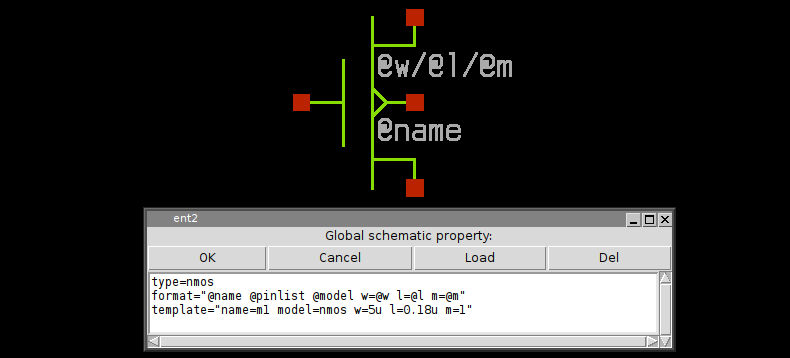 @w/@l/@m
@name
ent2
Global schematic property:
OK Cancel Load Del
type=nmos
format="@name @pinlist @model w=@w l=@l m=@m"
template="name=m1 model=nmos w=5u l=0.18u m=1"